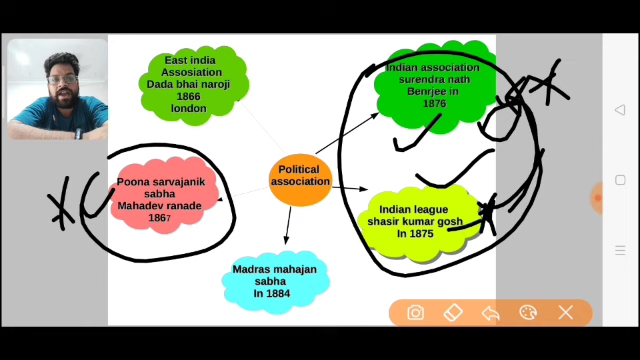 East india
Assosiation
Dada bhai naroji
1866
london
Indian association
surendra nath
Benrjee in
1876
Political
association
Poona sarvajanik
sabha
Mahadev ranade
1867
Indian league
shasir kumar gosh
In 1875
Madras mahajan
sabha
In 1884